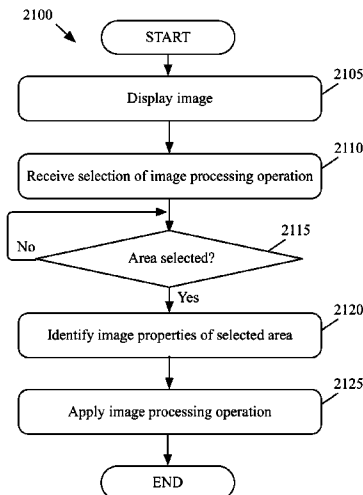 2100
START
2105
Display image
2110
Receive selection of image processing operation
2115
No
Area selected?
Yes
2120
Identify image properties of selected area
2125
Apply image processing operation
END